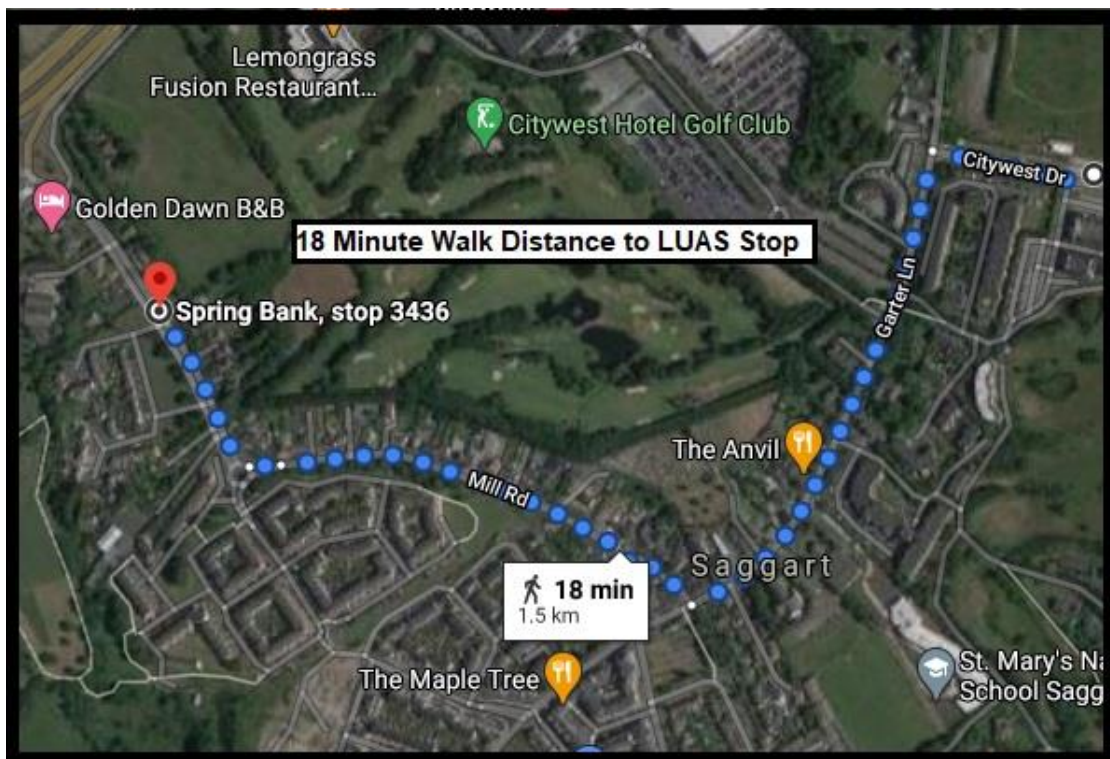 Lemongrass
Fusion Restaurant...
Citywest Hotel Golf Club
Citywest Dr
Golden Dawn B&B
18 Minute Walk Distance to LUAS Stop
Spring Bank, stop 3436
Garter Ln
The Anvil
Mill Rd
Saggart
18 min
1.5 km
The Maple Tree
St. Mary's Na
School Sagg